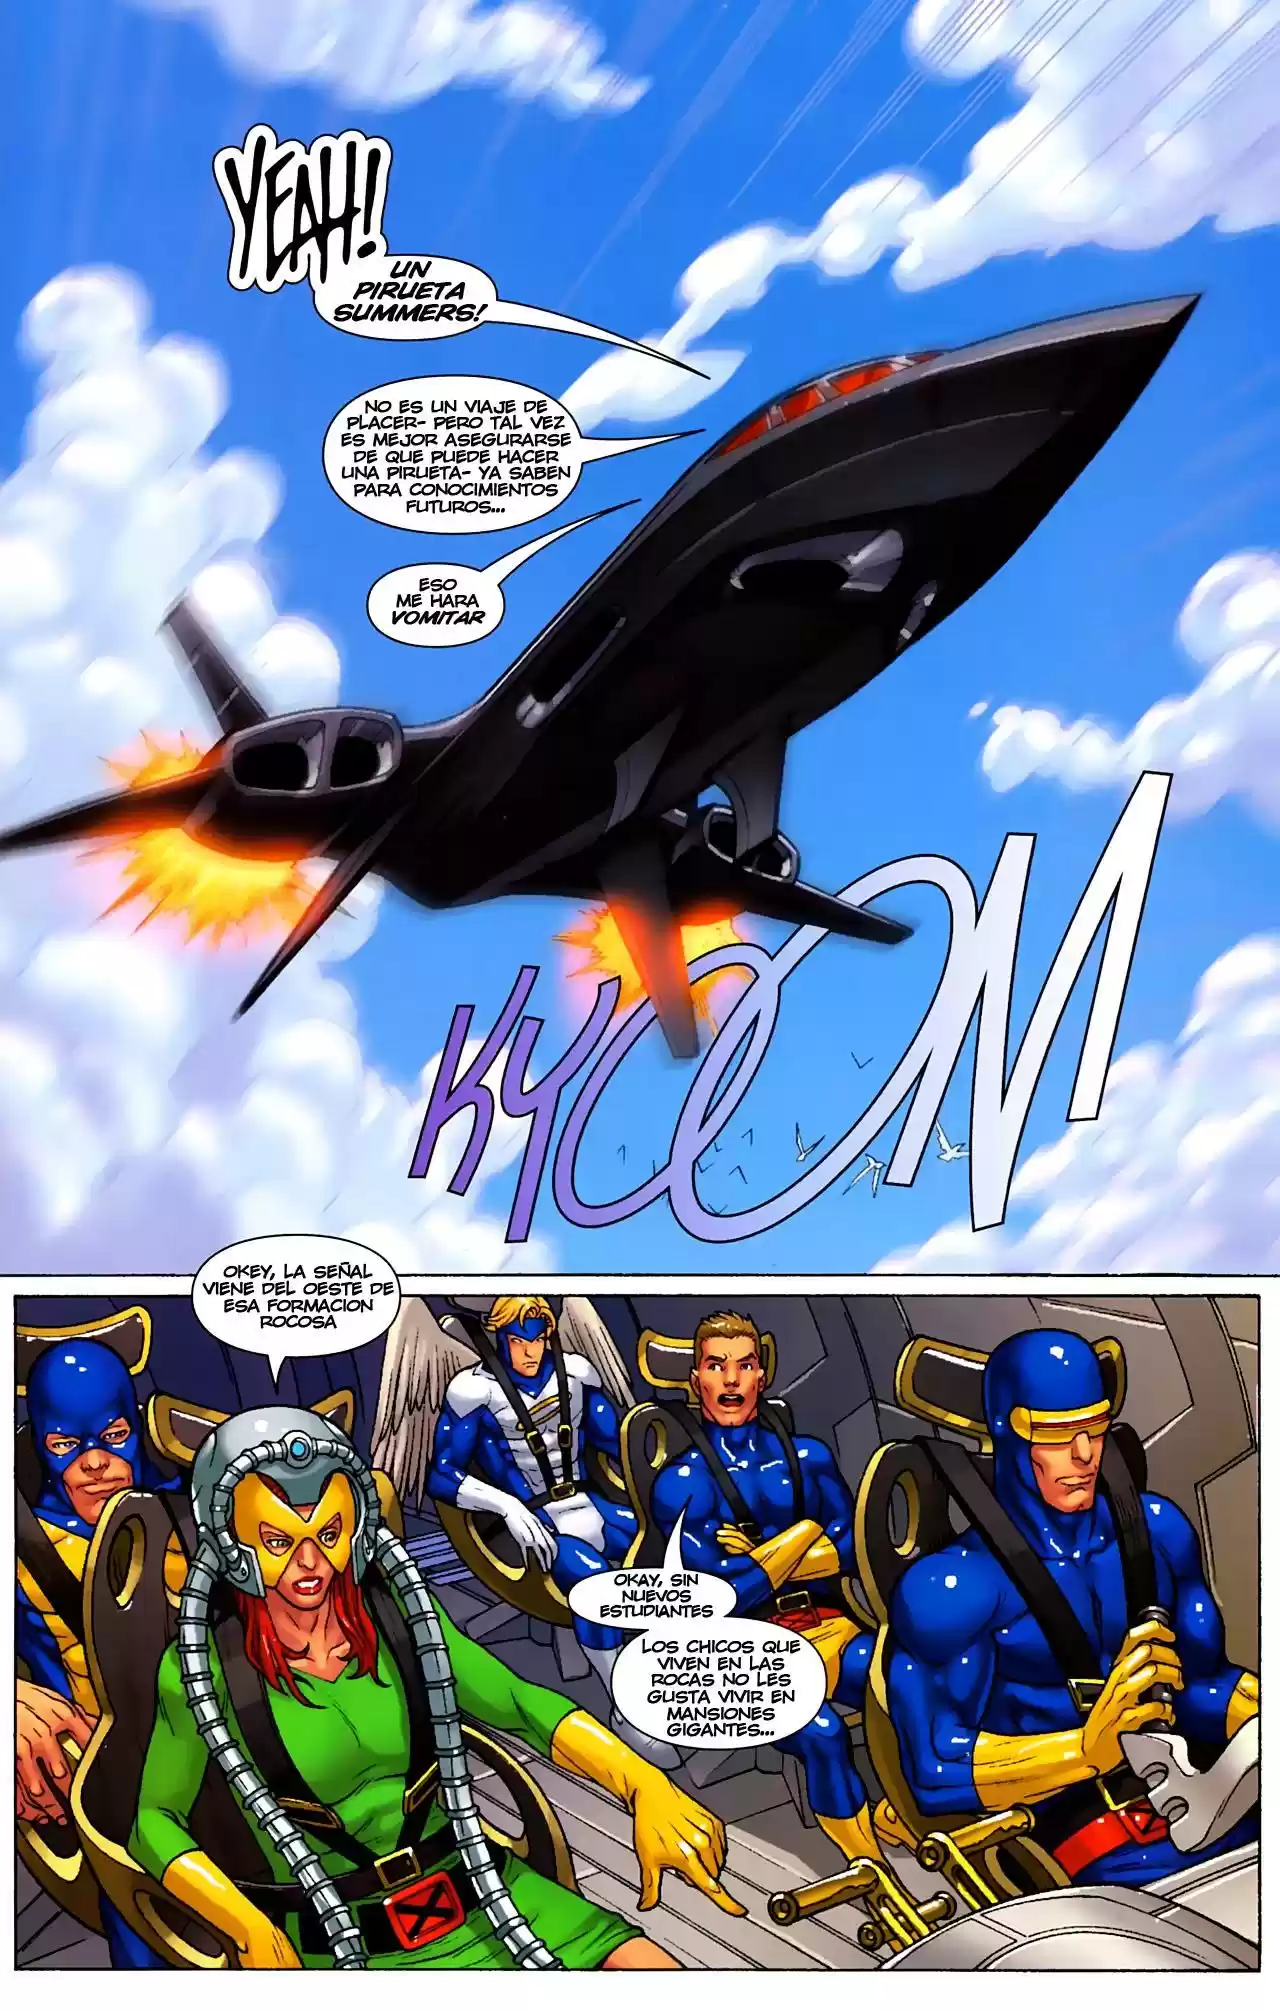 YEAH!
UN
PIRUETA
SUMMERS!
NO ES UN VIAJE DE
PLACER- PERO TAL VEZ
ES MEJOR ASEGURARSE
DE QUE PUEDE HACER
UNA PIRUETA- YA SABEN
PARA CONOCIMIENTOS
FUTUROS...
ESO
ME HARA
VOMITAR
KYOOM
OKEY, LA SEÑAL
VIENE DEL OESTE DE
ESA FORMACION
ROCOSA
OKAY, SIN
NUEVOS
ESTUDIANTES
LOS CHICOS QUE
VIVEN EN LAS
ROCAS NO LES
GUSTA VIVIR EN
MANSIONES
GIGANTES...